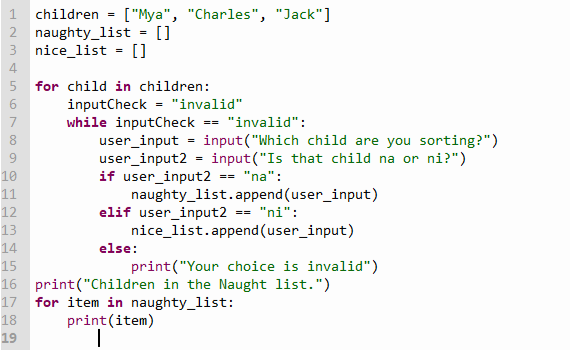 1 children = ["Mya", "Charles", "Jack"]
2 naughty_list = []
3 nice_list = []
4
5 for child in children:
6     inputCheck = "invalid"
7     while inputCheck == "invalid":
8         user_input = input("Which child are you sorting?")
9         user_input2 = input("Is that child na or ni?")
10         if user_input2 == "na":
11             naughty_list.append(user_input)
12         elif user_input2 == "ni":
13             nice_list.append(user_input)
14         else:
15             print("Your choice is invalid")
16 print("Children in the Naught list.")
17 for item in naughty_list:
18     print(item)
19